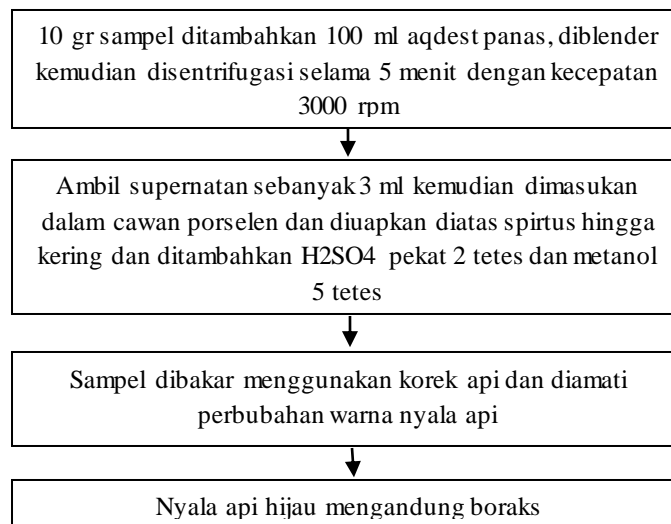 10 gr sampel ditambahkan 100 ml aqdest panas, diblender
kemudian disentrifugasi selama 5 menit dengan kecepatan
3000 rpm
Ambil supernatan sebanyak 3 ml kemudian dimasukan
dalam cawan porselen dan diuapkan diatas spirtus hingga
kering dan ditambahkan H2SO4 pekat 2 tetes dan metanol
5 tetes
Sampel dibakar menggunakan korek api dan diamati
perbubahan warna nyala api
Nyala api hijau mengandung boraks